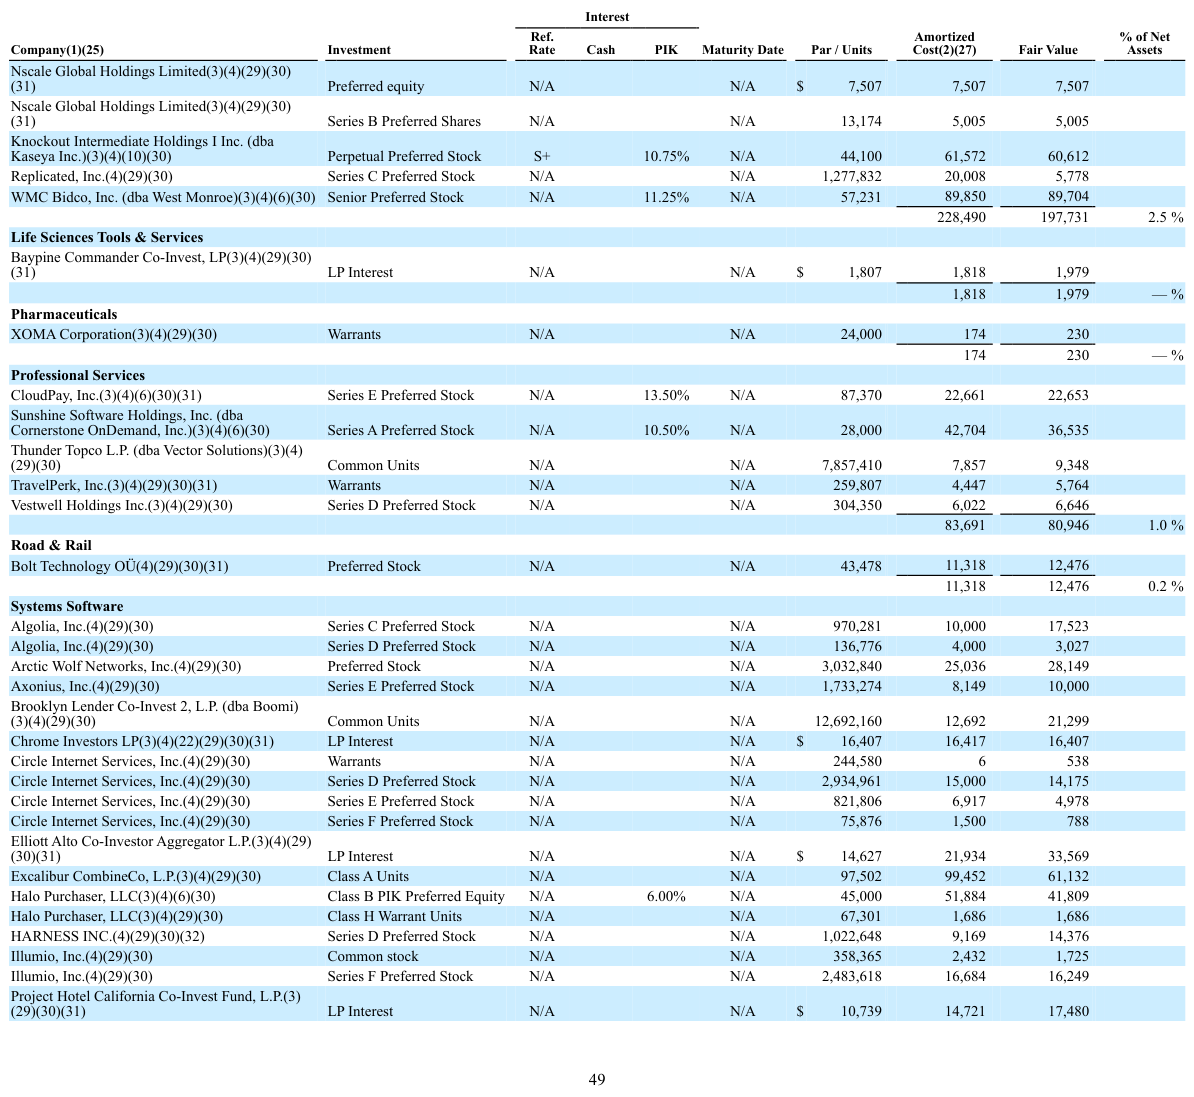 Interest
Company(1)(25) Investment Ref. Rate Cash PIK Maturity Date Par / Units Amortized Cost(2)(27) Fair Value % of Net Assets
Nscale Global Holdings Limited(3)(4)(29)(30)
(31) Preferred equity N/A N/A $ 7,507 7,507 7,507
Nscale Global Holdings Limited(3)(4)(29)(30)
(31) Series B Preferred Shares N/A N/A 13,174 5,005 5,005
Knockout Intermediate Holdings I Inc. (dba
Kaseya Inc.)(3)(4)(10)(30) Perpetual Preferred Stock S+ 10.75% N/A 44,100 61,572 60,612
Replicated, Inc.(4)(29)(30) Series C Preferred Stock N/A N/A 1,277,832 20,008 5,778
WMC Bidco, Inc. (dba West Monroe)(3)(4)(6)(30) Senior Preferred Stock N/A 11.25% N/A 57,231 89,850 89,704
228,490 197,731 2.5 %
Life Sciences Tools & Services
Baypine Commander Co-Invest, LP(3)(4)(29)(30)
(31) LP Interest N/A N/A $ 1,807 1,818 1,979
1,818 1,979 — %
Pharmaceuticals
XOMA Corporation(3)(4)(29)(30) Warrants N/A N/A 24,000 174 230
174 230 — %
Professional Services
CloudPay, Inc.(3)(4)(6)(30)(31) Series E Preferred Stock N/A 13.50% N/A 87,370 22,661 22,653
Sunshine Software Holdings, Inc. (dba
Cornerstone OnDemand, Inc.)(3)(4)(6)(30) Series A Preferred Stock N/A 10.50% N/A 28,000 42,704 36,535
Thunder Topco L.P. (dba Vector Solutions)(3)(4)
(29)(30) Common Units N/A N/A 7,857,410 7,857 9,348
TravelPerk, Inc.(3)(4)(29)(30)(31) Warrants N/A N/A 259,807 4,447 5,764
Vestwell Holdings Inc.(3)(4)(29)(30) Series D Preferred Stock N/A N/A 304,350 6,022 6,646
83,691 80,946 1.0 %
Road & Rail
Bolt Technology OÜ(4)(29)(30)(31) Preferred Stock N/A N/A 43,478 11,318 12,476
11,318 12,476 0.2 %
Systems Software
Algolia, Inc.(4)(29)(30) Series C Preferred Stock N/A N/A 970,281 10,000 17,523
Algolia, Inc.(4)(29)(30) Series D Preferred Stock N/A N/A 136,776 4,000 3,027
Arctic Wolf Networks, Inc.(4)(29)(30) Preferred Stock N/A N/A 3,032,840 25,036 28,149
Axonius, Inc.(4)(29)(30) Series E Preferred Stock N/A N/A 1,733,274 8,149 10,000
Brooklyn Lender Co-Invest 2, L.P. (dba Boomi)
(3)(4)(29)(30) Common Units N/A N/A 12,692,160 12,692 21,299
Chrome Investors LP(3)(4)(22)(29)(30)(31) LP Interest N/A N/A $ 16,407 16,417 16,407
Circle Internet Services, Inc.(4)(29)(30) Warrants N/A N/A 244,580 6 538
Circle Internet Services, Inc.(4)(29)(30) Series D Preferred Stock N/A N/A 2,934,961 15,000 14,175
Circle Internet Services, Inc.(4)(29)(30) Series E Preferred Stock N/A N/A 821,806 6,917 4,978
Circle Internet Services, Inc.(4)(29)(30) Series F Preferred Stock N/A N/A 75,876 1,500 788
Elliott Alto Co-Investor Aggregator L.P.(3)(4)(29)
(30)(31) LP Interest N/A N/A $ 14,627 21,934 33,569
Excalibur CombineCo, L.P.(3)(4)(29)(30) Class A Units N/A N/A 97,502 99,452 61,132
Halo Purchaser, LLC(3)(4)(6)(30) Class B PIK Preferred Equity N/A 6.00% N/A 45,000 51,884 41,809
Halo Purchaser, LLC(3)(4)(29)(30) Class H Warrant Units N/A N/A 67,301 1,686 1,686
HARNESS INC.(4)(29)(30)(32) Series D Preferred Stock N/A N/A 1,022,648 9,169 14,376
Illumio, Inc.(4)(29)(30) Common stock N/A N/A 358,365 2,432 1,725
Illumio, Inc.(4)(29)(30) Series F Preferred Stock N/A N/A 2,483,618 16,684 16,249
Project Hotel California Co-Invest Fund, L.P.(3)
(29)(30)(31) LP Interest N/A N/A $ 10,739 14,721 17,480
49